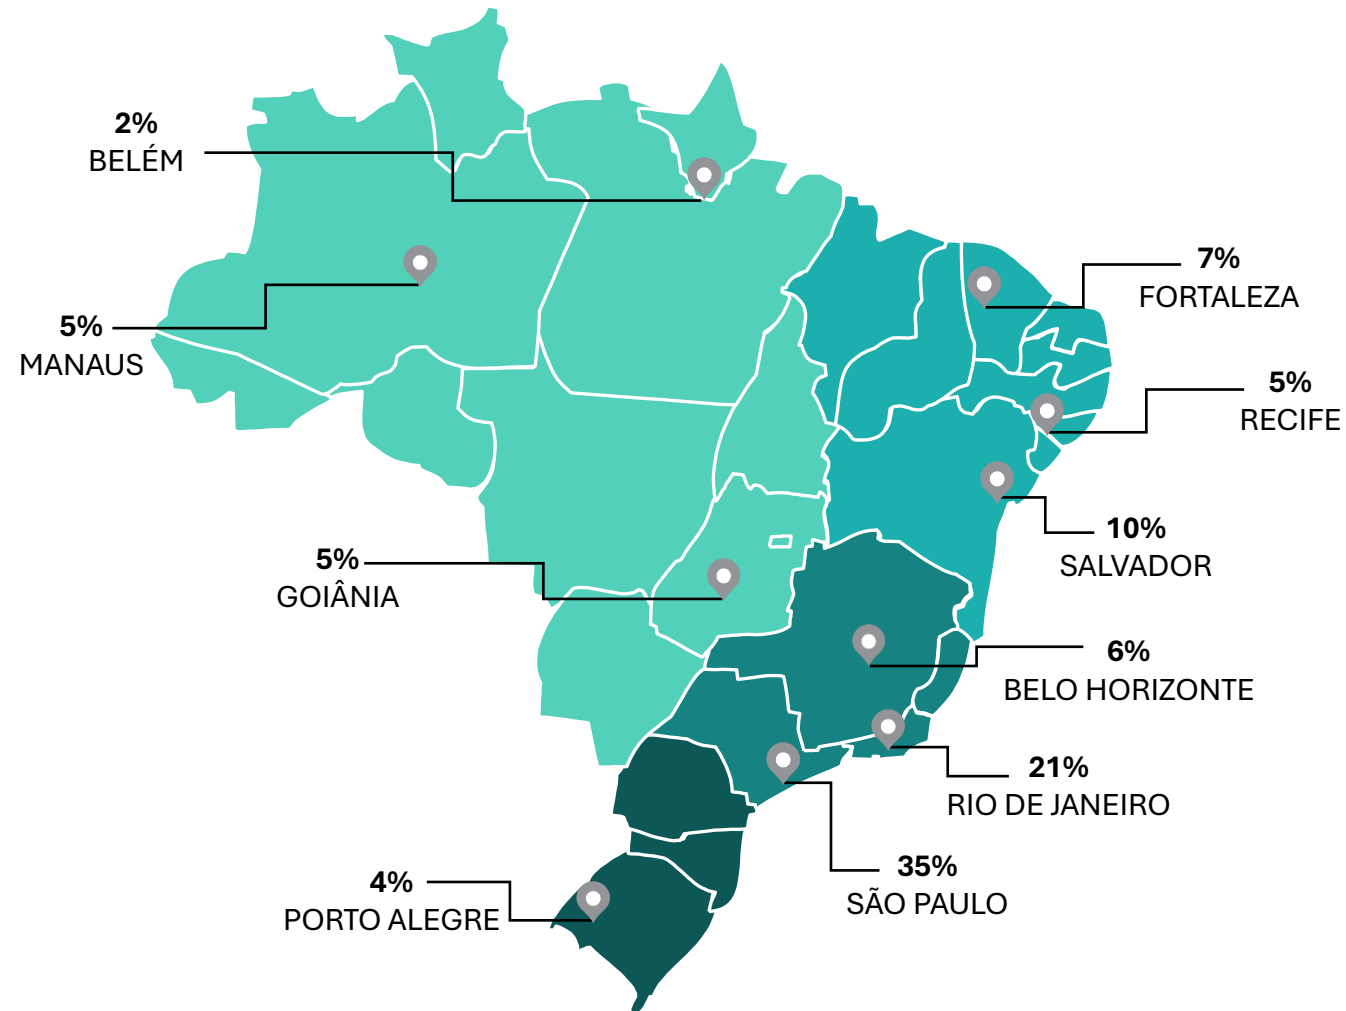 2%
BELÉM
5%
MANAUS
7%
FORTALEZA
5%
RECIFE
10%
SALVADOR
5%
GOIÂNIA
6%
BELO HORIZONTE
21%
RIO DE JANEIRO
35%
SÃO PAULO
4%
PORTO ALEGRE